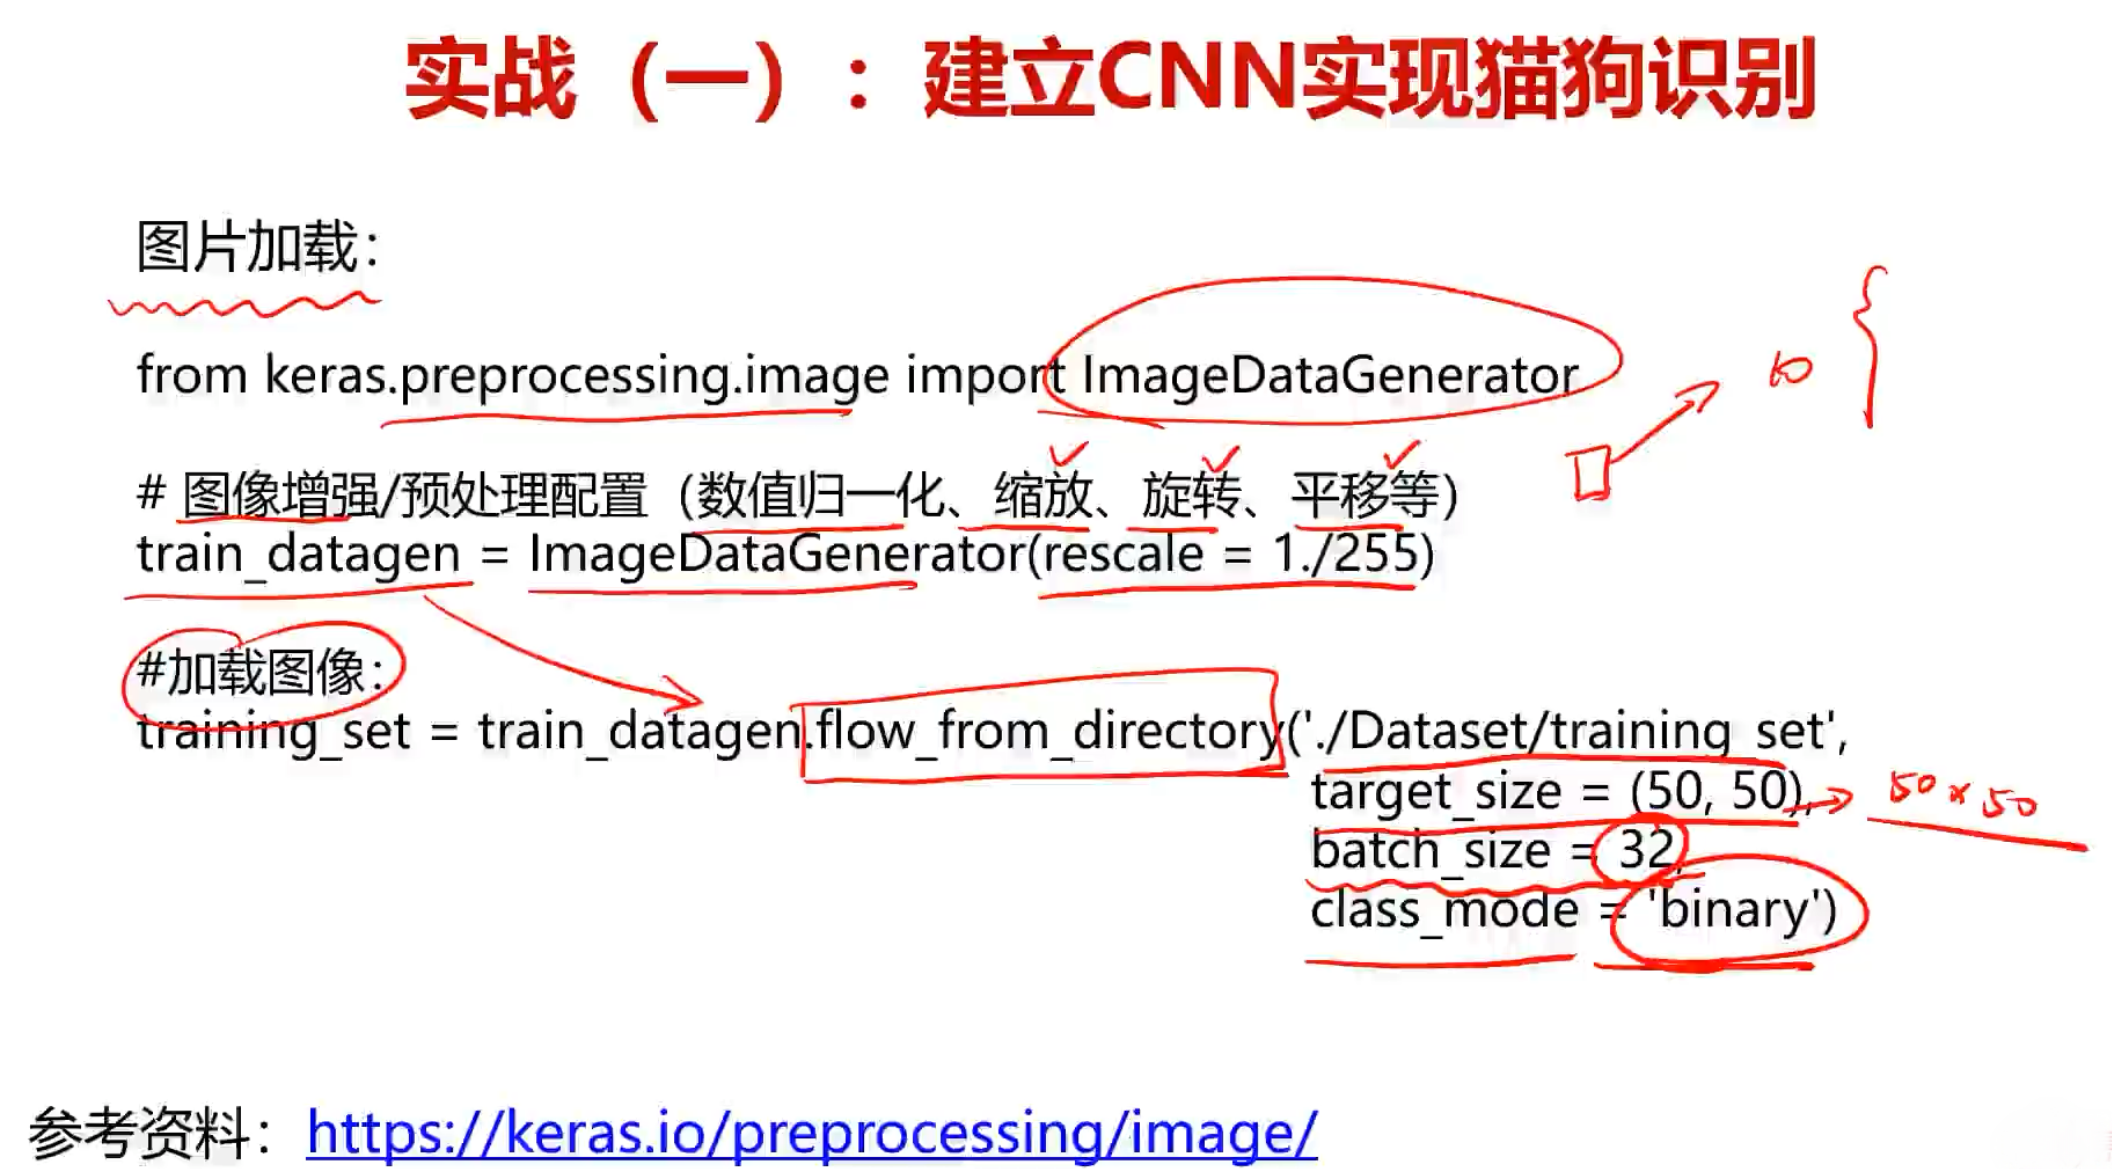 实战（一）：建立CNN实现猫狗识别
图片加载：
from keras.preprocessing.image import ImageDataGenerator
10
# 图像增强/预处理配置（数值归一化、缩放、旋转、平移等）
train_datagen = ImageDataGenerator(rescale = 1./255)
#加载图像：
training_set = train_datagen.flow_from_directory('./Dataset/training_set',
target_size = (50, 50),
50×50
batch_size = 32,
class_mode = 'binary')
参考资料：https://keras.io/preprocessing/image/